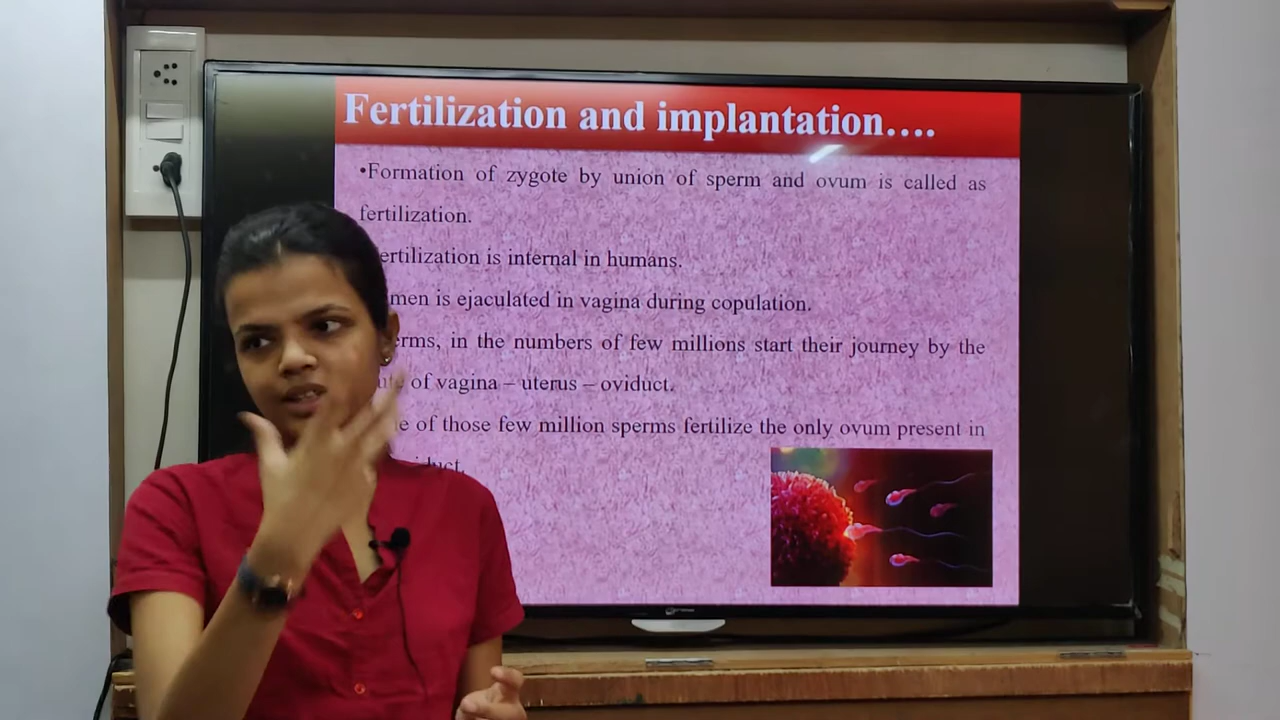 Fertilization and implantation....
•Formation of zygote by union of sperm and ovum is called as
fertilization.
ertilization is internal in humans.
men is ejaculated in vagina during copulation.
erms, in the numbers of few millions start their journey by the
of vagina – uterus – oviduct.
e of those few million sperms fertilize the only ovum present in
duct.